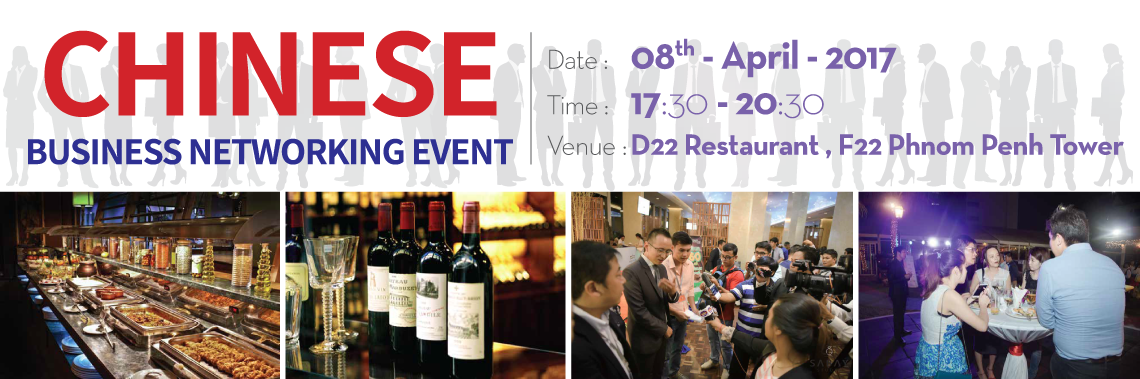 CHINESE
BUSINESS NETWORKING EVENT
Date : 08th - April - 2017
Time : 17:30 - 20:30
Venue : D22 Restaurant , F22 Phnom Penh Tower